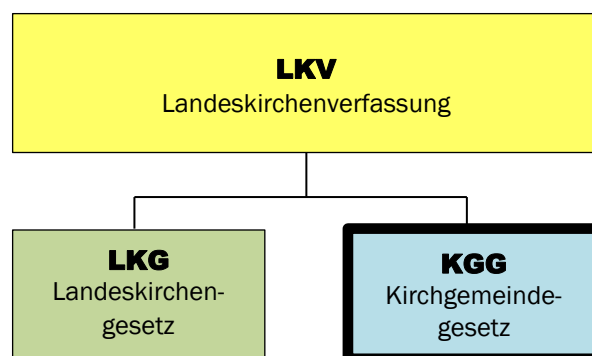 LKV
Landeskirchenverfassung
LKG
Landeskirchen-
gesetz
KGG
Kirchgemeinde-
gesetz